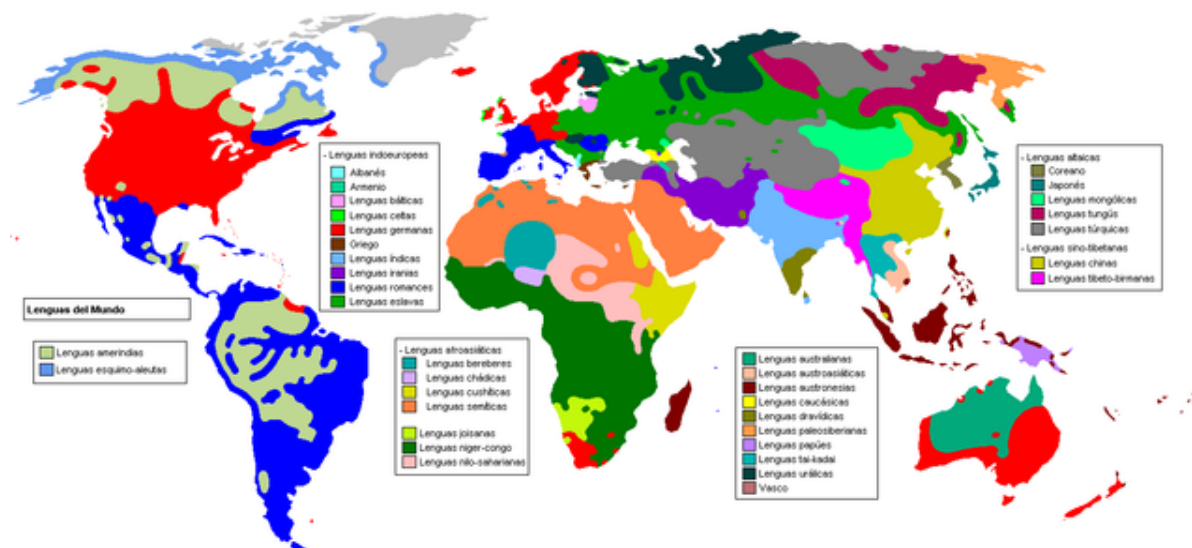 - Lenguas indoeuropeas
Albanés
Armenio
Lenguas bálticas
Lenguas celtas
Lenguas germanas
Griego
Lenguas índicas
Lenguas iranias
Lenguas romances
Lenguas eslavas
- Lenguas altaicas
Coreano
Japonés
Lenguas mongólicas
Lenguas tungús
Lenguas túrquicas
- Lenguas sino-tibetanas
Lenguas chinas
Lenguas tibeto-birmanas
Lenguas del Mundo
Lenguas amerindias
Lenguas esquimo-aleutas
- Lenguas afroasiáticas
Lenguas bereberes
Lenguas chádicas
Lenguas cushíticas
Lenguas semíticas
Lenguas joisanas
Lenguas niger-congo
Lenguas nilo-saharianas
Lenguas australianas
Lenguas austroasiáticas
Lenguas austronesias
Lenguas caucásicas
Lenguas dravídicas
Lenguas paleosiberianas
Lenguas papúes
Lenguas tai-kadai
Lenguas urálicas
Vasco